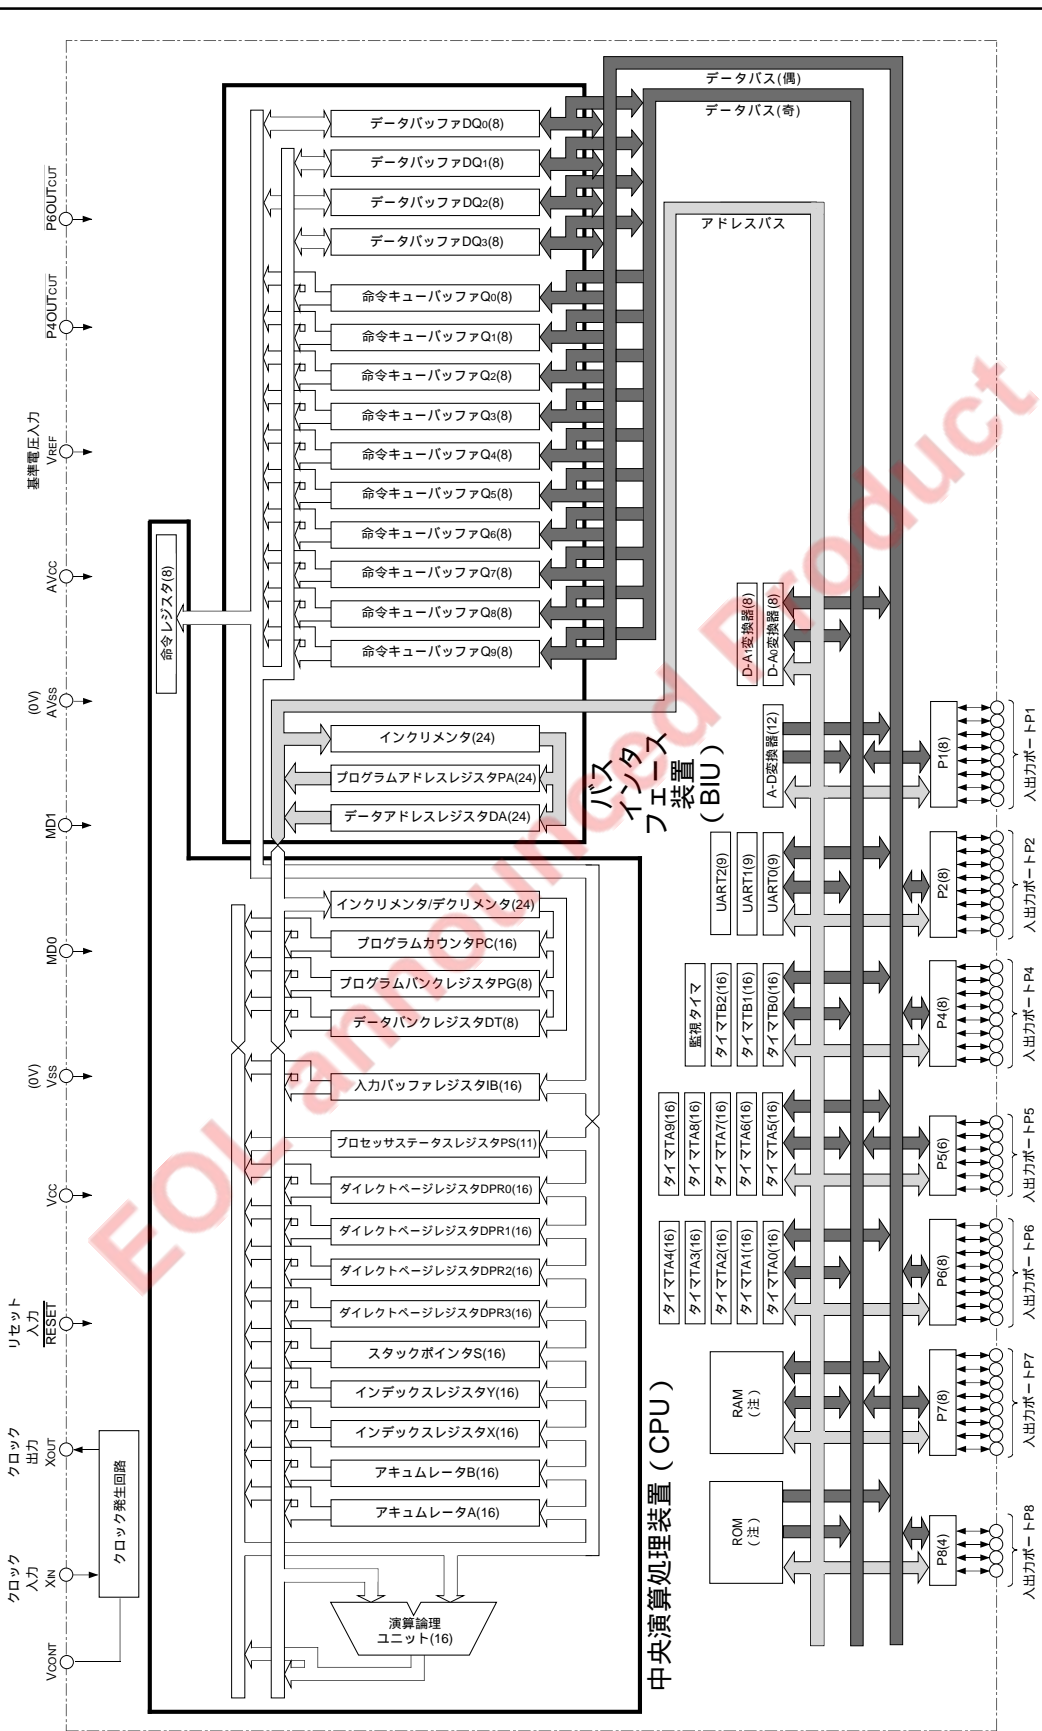 データバス(偶)
データバス(奇)
アドレスバス
データバッファDQ0(8)
データバッファDQ1(8)
データバッファDQ2(8)
データバッファDQ3(8)
命令キューバッファQ0(8)
命令キューバッファQ1(8)
命令キューバッファQ2(8)
命令キューバッファQ3(8)
命令キューバッファQ4(8)
命令キューバッファQ5(8)
命令キューバッファQ6(8)
命令キューバッファQ7(8)
命令キューバッファQ8(8)
命令キューバッファQ9(8)
命令レジスタ(8)
インクリメンタ(24)
プログラムアドレスレジスタPA(24)
データアドレスレジスタDA(24)
バス
インタ
フェース
装置
(BIU)
インクリメンタ/デクリメンタ(24)
プログラムカウンタPC(16)
プログラムバンクレジスタPG(8)
データバンクレジスタDT(8)
入力バッファレジスタIB(16)
プロセッサステータスレジスタPS(11)
ダイレクトページレジスタDPR0(16)
ダイレクトページレジスタDPR1(16)
ダイレクトページレジスタDPR2(16)
ダイレクトページレジスタDPR3(16)
スタックポインタS(16)
インデックスレジスタY(16)
インデックスレジスタX(16)
アキュムレータB(16)
アキュムレータA(16)
演算論理
ユニット(16)
中央演算処理装置(CPU)
P6OUTCUT
P4OUTCUT
基準電圧入力
VREF
AVCC
(0V)
AVSS
MD1
MD0
(0V)
VSS
VCC
リセット
入力
RESET
クロック
出力
XOUT
クロック
入力
XIN
VCONT
クロック発生回路
D-A1変換器(8)
D-A0変換器(8)
A-D変換器(12)
UART2(9)
UART1(9)
UART0(9)
監視タイマ
タイマTB2(16)
タイマTB1(16)
タイマTB0(16)
タイマTA9(16)
タイマTA8(16)
タイマTA7(16)
タイマTA6(16)
タイマTA5(16)
タイマTA4(16)
タイマTA3(16)
タイマTA2(16)
タイマTA1(16)
タイマTA0(16)
RAM
(注)
ROM
(注)
P1(8)
入出力ポートP1
P2(8)
入出力ポートP2
P4(8)
入出力ポートP4
P5(6)
入出力ポートP5
P6(8)
入出力ポートP6
P7(8)
入出力ポートP7
P8(4)
入出力ポートP8
EOL announced Product